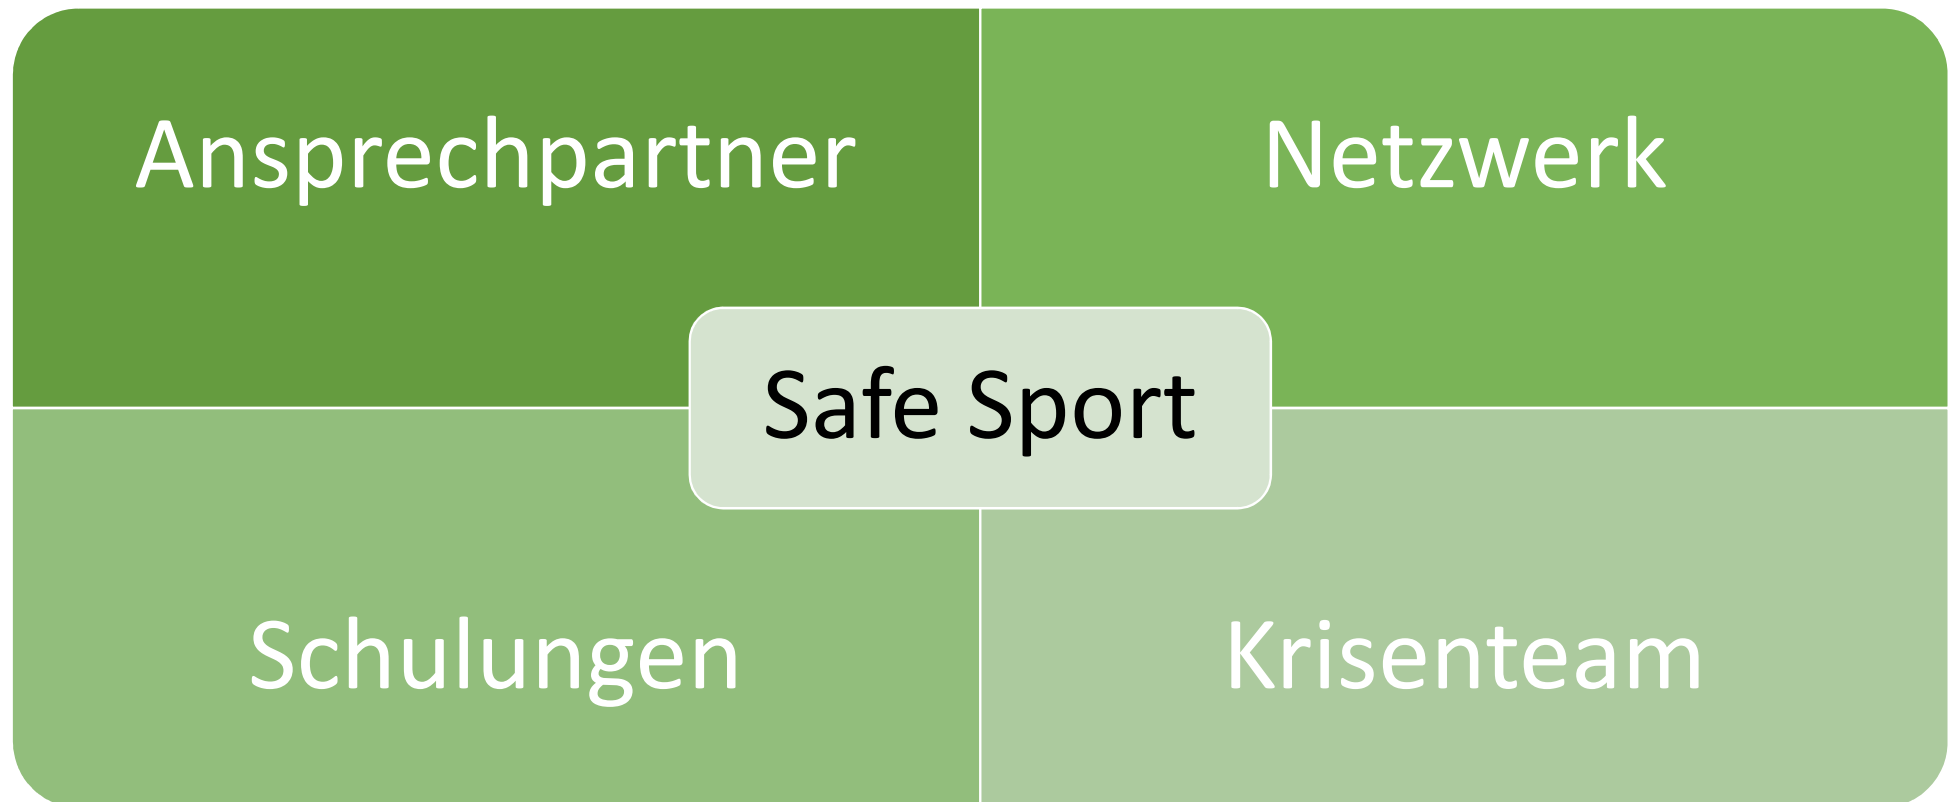 Ansprechpartner
Netzwerk
Safe Sport
Schulungen
Krisenteam